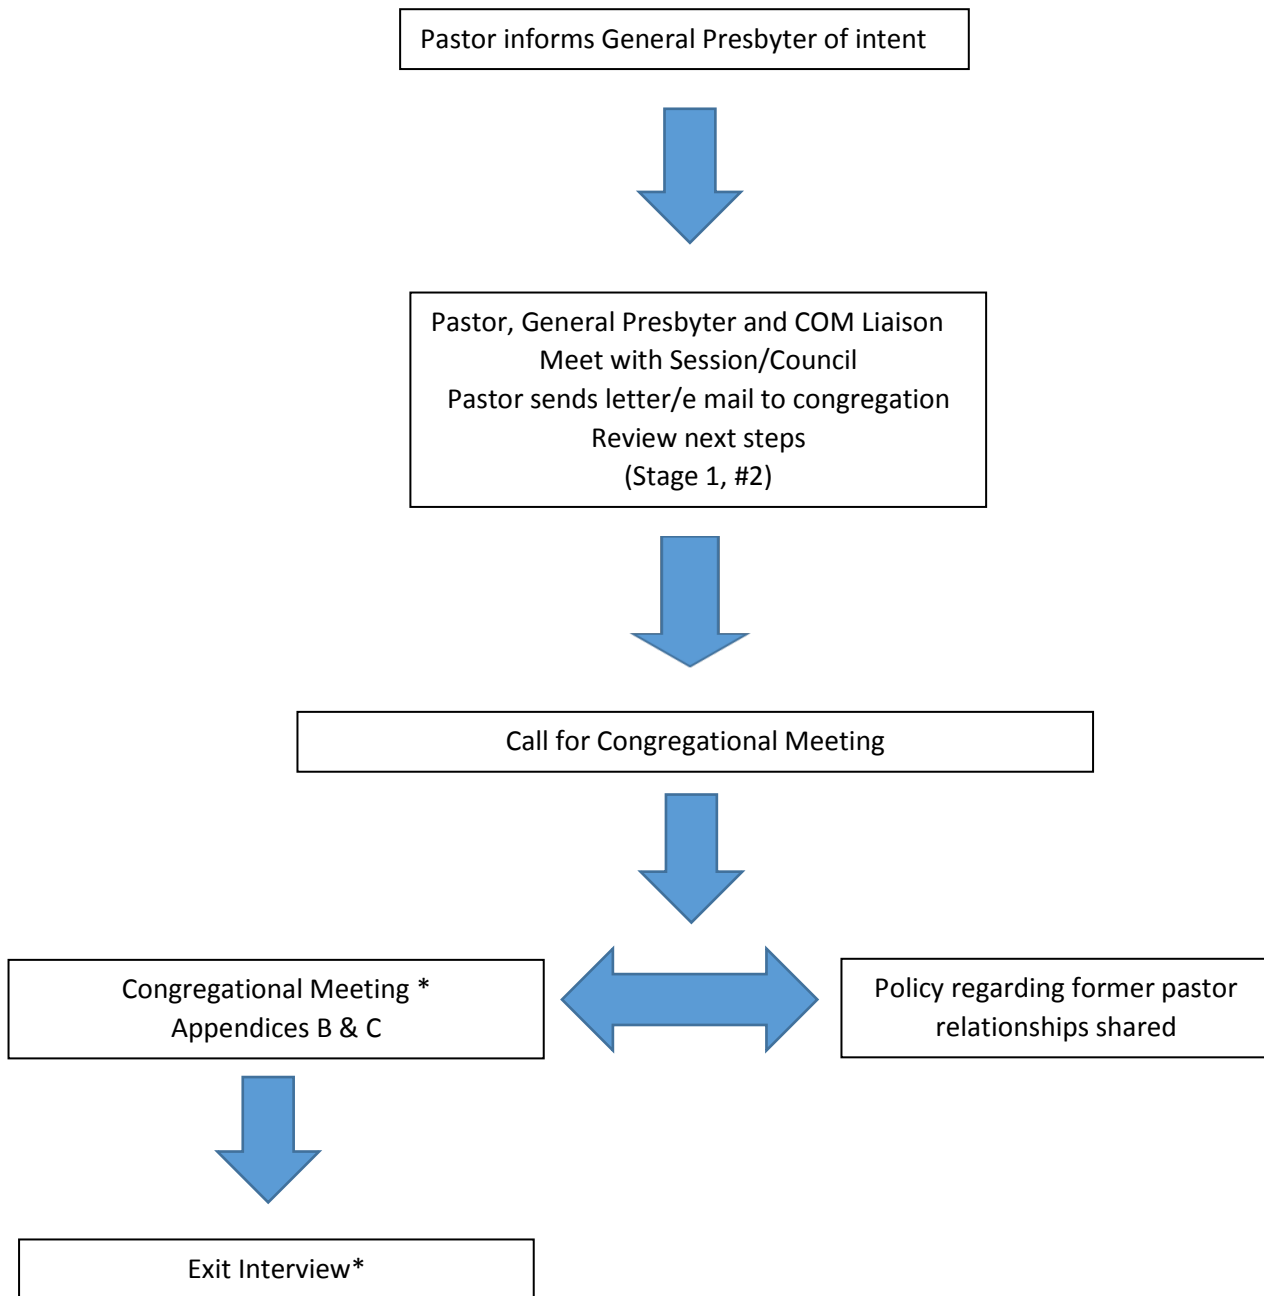 Pastor informs General Presbyter of intent
Pastor, General Presbyter and COM Liaison
Meet with Session/Council
Pastor sends letter/e mail to congregation
Review next steps
(Stage 1, #2)
Call for Congregational Meeting
Congregational Meeting *
Appendices B & C
Policy regarding former pastor
relationships shared
Exit Interview*